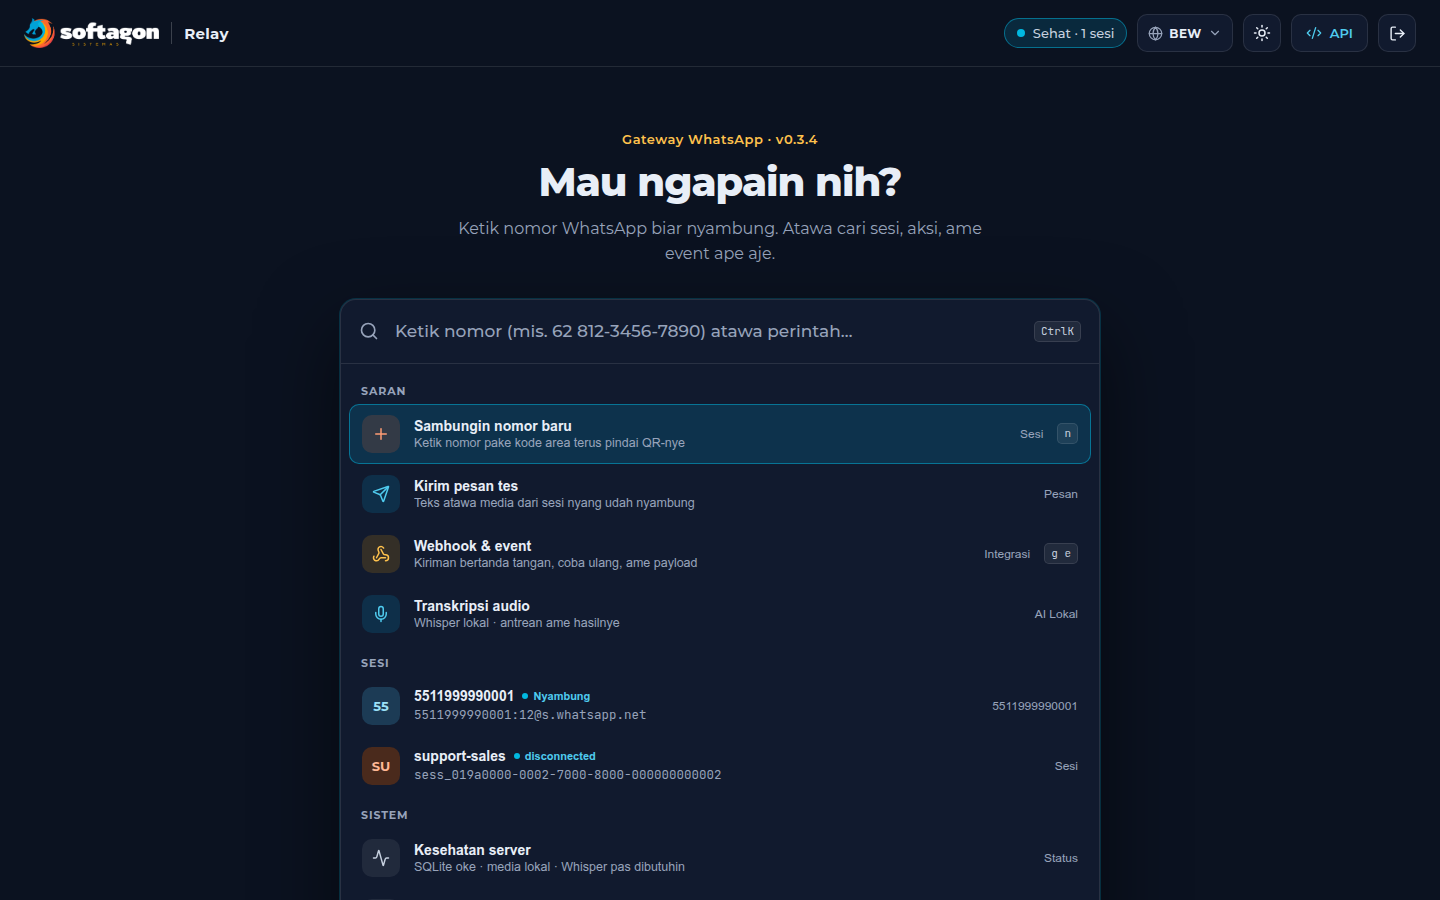 softagon
SISTEMAS
Relay
Sehat · 1 sesi
BEW
API
Gateway WhatsApp · v0.3.4
Mau ngapain nih?
Ketik nomor WhatsApp biar nyambung. Atawa cari sesi, aksi, ame
event ape aje.
Ketik nomor (mis. 62 812-3456-7890) atawa perintah...
CtrlK
SARAN
Sambungin nomor baru
Ketik nomor pake kode area terus pindai QR-nye
Sesi
n
Kirim pesan tes
Teks atawa media dari sesi nyang udah nyambung
Pesan
Webhook & event
Kiriman bertanda tangan, coba ulang, ame payload
Integrasi
g e
Transkripsi audio
Whisper lokal · antrean ame hasilnye
AI Lokal
SESI
55
5511999990001
Nyambung
5511999990001:12@s.whatsapp.net
5511999990001
SU
support-sales
disconnected
sess_019a0000-0002-7000-8000-000000000002
Sesi
SISTEM
Kesehatan server
SQLite oke · media lokal · Whisper pas dibutuhin
Status